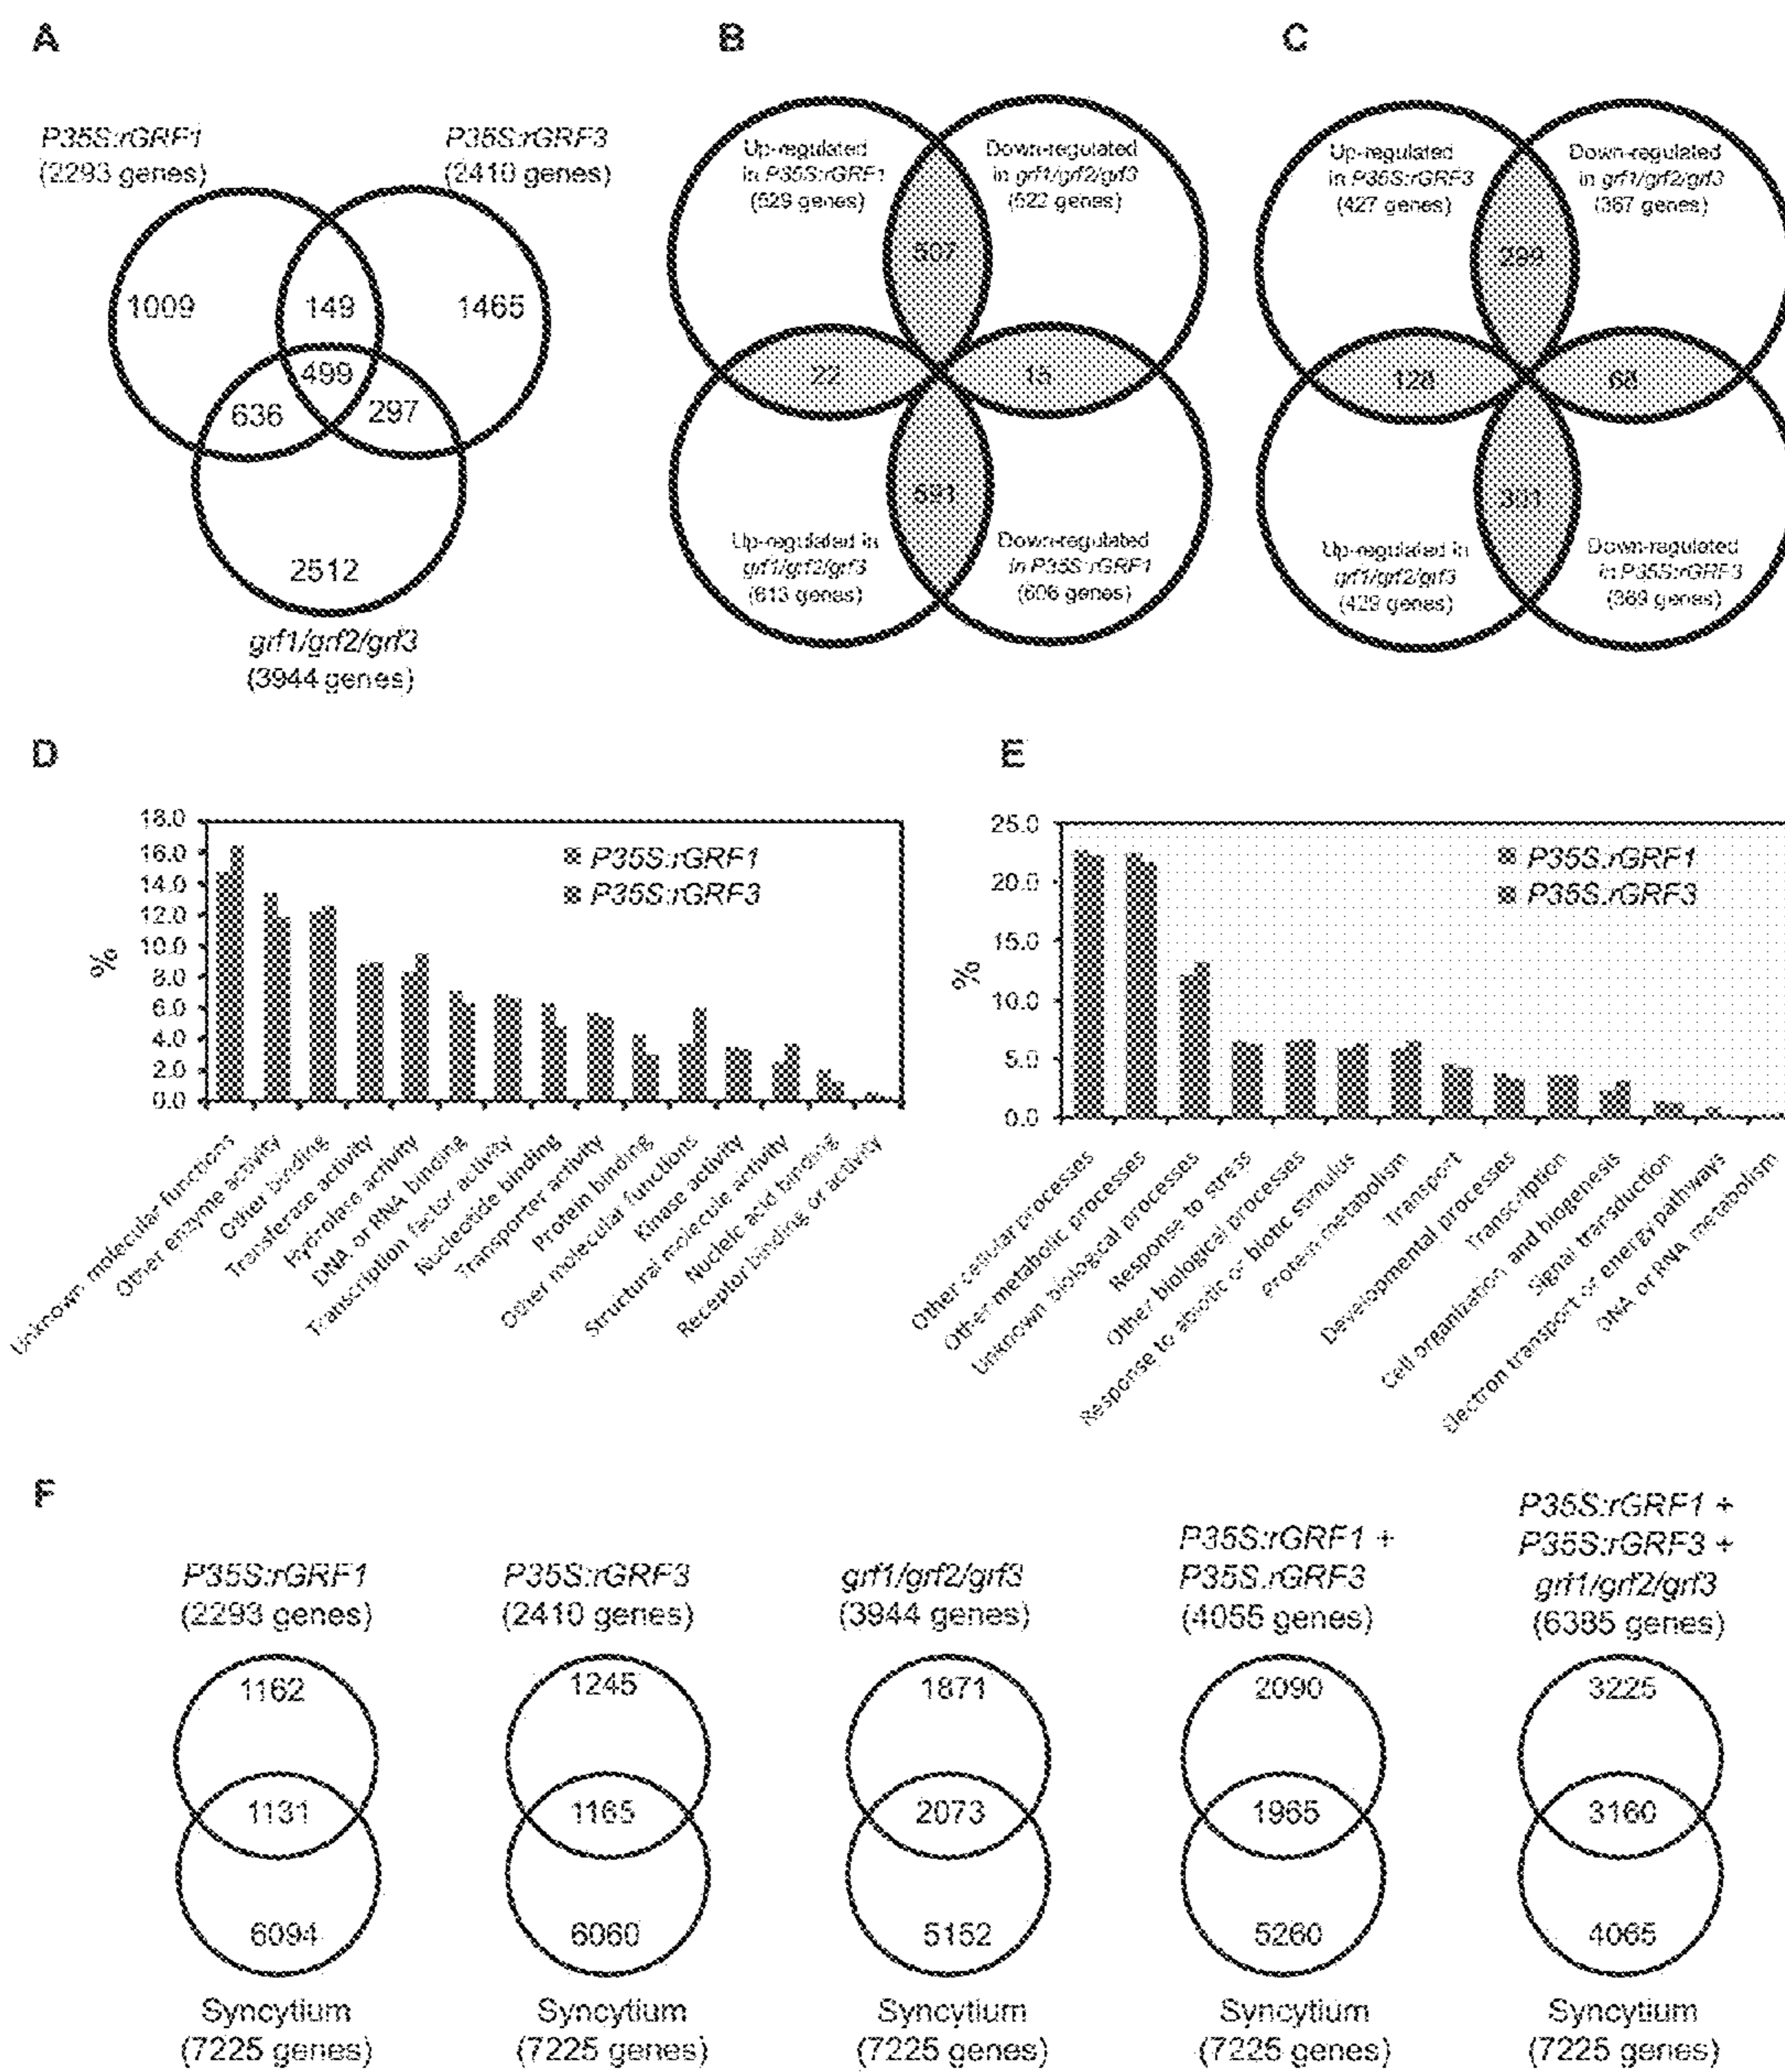 A
P35S:rGRF1
(2293 genes)
P35S:rGRF3
(2410 genes)
1009
149
1465
499
636
297
2512
grf1/grf2/grf3
(3944 genes)
B
Up-regulated
in P35S:rGRF1
(529 genes)
Down-regulated
in grf1/grf2/grf3
(522 genes)
507
22
15
591
Up-regulated in
grf1/grf2/grf3
(613 genes)
Down-regulated
in P35S:rGRF1
(606 genes)
C
Up-regulated
in P35S:rGRF3
(427 genes)
Down-regulated
in grf1/grf2/grf3
(367 genes)
299
128
68
301
Up-regulated in
grf1/grf2/grf3
(429 genes)
Down-regulated
in P35S:rGRF3
(369 genes)
D
18.0
16.0
14.0
12.0
10.0
8.0
6.0
4.0
2.0
0.0
%
P35S:rGRF1
P35S:rGRF3
Unknown molecular functions
Other enzyme activity
Other binding
Transferase activity
Hydrolase activity
DNA or RNA binding
Transcription factor activity
Nucleotide binding
Transporter activity
Protein binding
Other molecular functions
Kinase activity
Structural molecule activity
Nucleic acid binding
Receptor binding or activity
E
25.0
20.0
15.0
10.0
5.0
0.0
%
P35S:rGRF1
P35S:rGRF3
Other cellular processes
Other metabolic processes
Unknown biological processes
Response to stress
Other biological processes
Response to abiotic or biotic stimulus
Protein metabolism
Transport
Developmental processes
Transcription
Cell organization and biogenesis
Signal transduction
Electron transport or energy pathways
DNA or RNA metabolism
F
P35S:rGRF1
(2293 genes)
1162
1131
6094
Syncytium
(7225 genes)
P35S:rGRF3
(2410 genes)
1245
1165
6060
Syncytium
(7225 genes)
grf1/grf2/grf3
(3944 genes)
1871
2073
5152
Syncytium
(7225 genes)
P35S:rGRF1 +
P35S:rGRF3
(4055 genes)
2090
1965
5260
Syncytium
(7225 genes)
P35S:rGRF1 +
P35S:rGRF3 +
grf1/grf2/grf3
(6385 genes)
3225
3160
4065
Syncytium
(7225 genes)